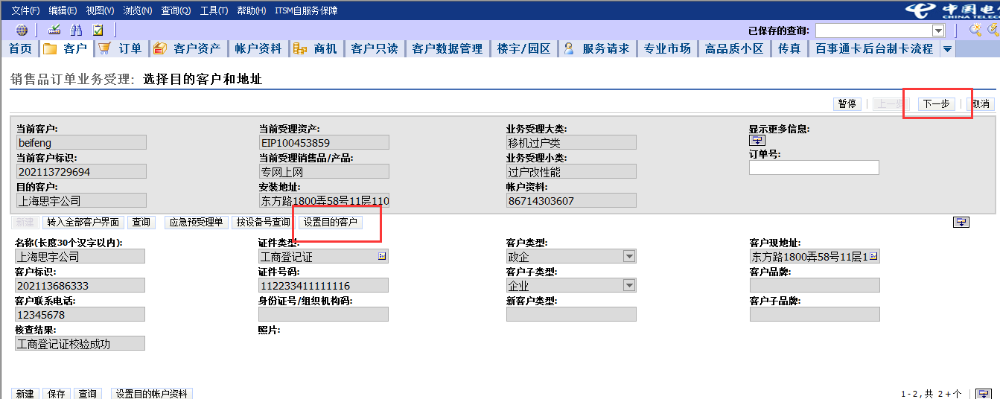 文件(F) 编辑(E) 视图(V) 浏览(N) 查询(Q) 工具(T) 帮助(H) ITSM自服务保障
中国电信
CHINA TELEC
已保存的查询:
首页 客户 订单 客户资产 帐户资料 商机 客户只读 客户数据管理 楼宇/园区 服务请求 专业市场 高品质小区 传真 百事通卡后台制卡流程
销售品订单业务受理: 选择目的客户和地址
暂停 上一步 下一步 取消
当前客户: 当前受理资产: 业务受理大类: 显示更多信息:
beifeng EIP100453859 移机过户类
当前客户标识: 当前受理销售品/产品: 业务受理小类: 订单号:
202113729694 专网上网 过户改性能
目的客户: 安装地址: 帐户资料:
上海思宇公司 东方路1800弄58号11层110 86714303607
新建 转入全部客户界面 查询 应急预受理单 按设备号查询 设置目的客户
名称(长度30个汉字以内): 证件类型: 客户类型: 客户现地址:
上海思宇公司 工商登记证 政企 东方路1800弄58号11层1
客户标识: 证件号码: 客户子类型: 客户品牌:
202113686333 112233411111116 企业
客户联系电话: 身份证号/组织机构码: 新客户类型: 客户子品牌:
12345678
核查结果: 照片:
工商登记证校验成功
新建 保存 查询 设置目的帐户资料 1-2,共 2+个